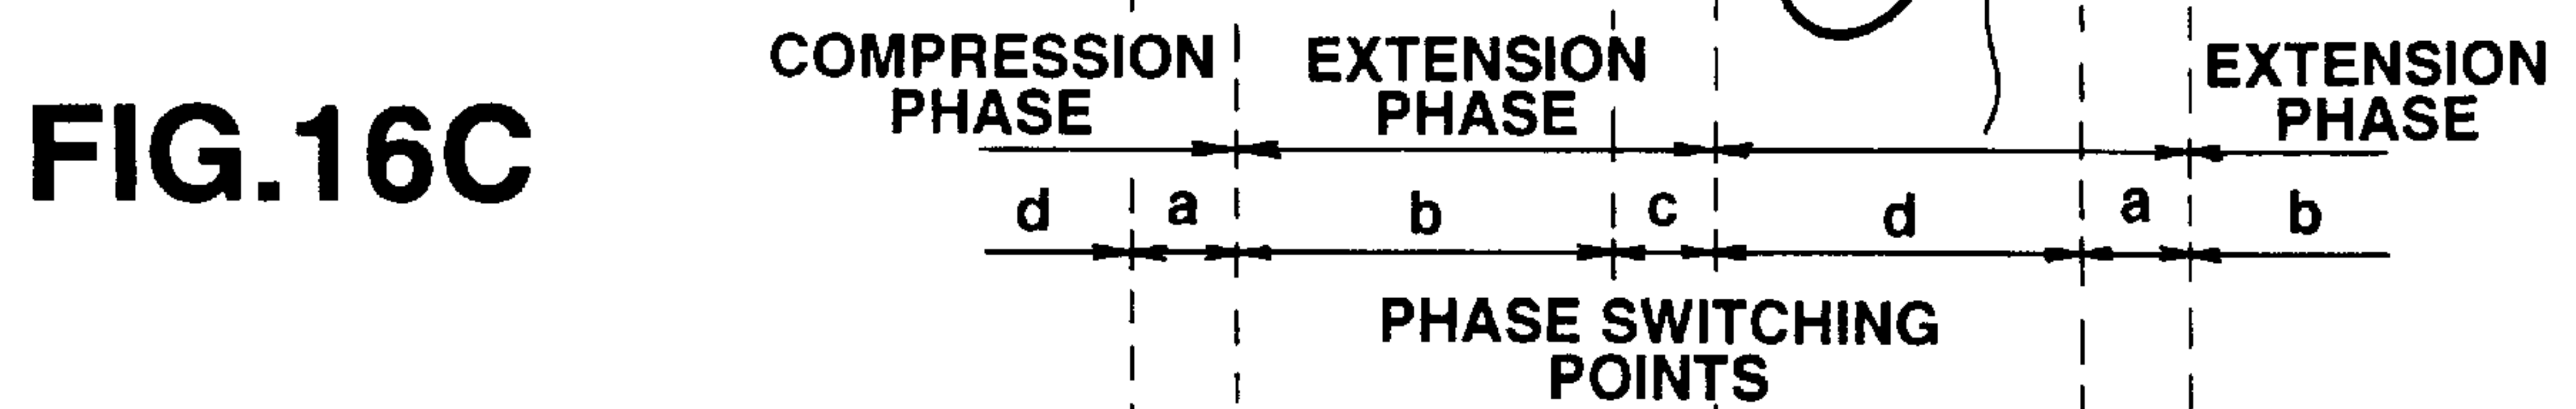 FIG.16C
COMPRESSION
PHASE
EXTENSION
PHASE
EXTENSION
PHASE
d a b c d a b
PHASE SWITCHING
POINTS